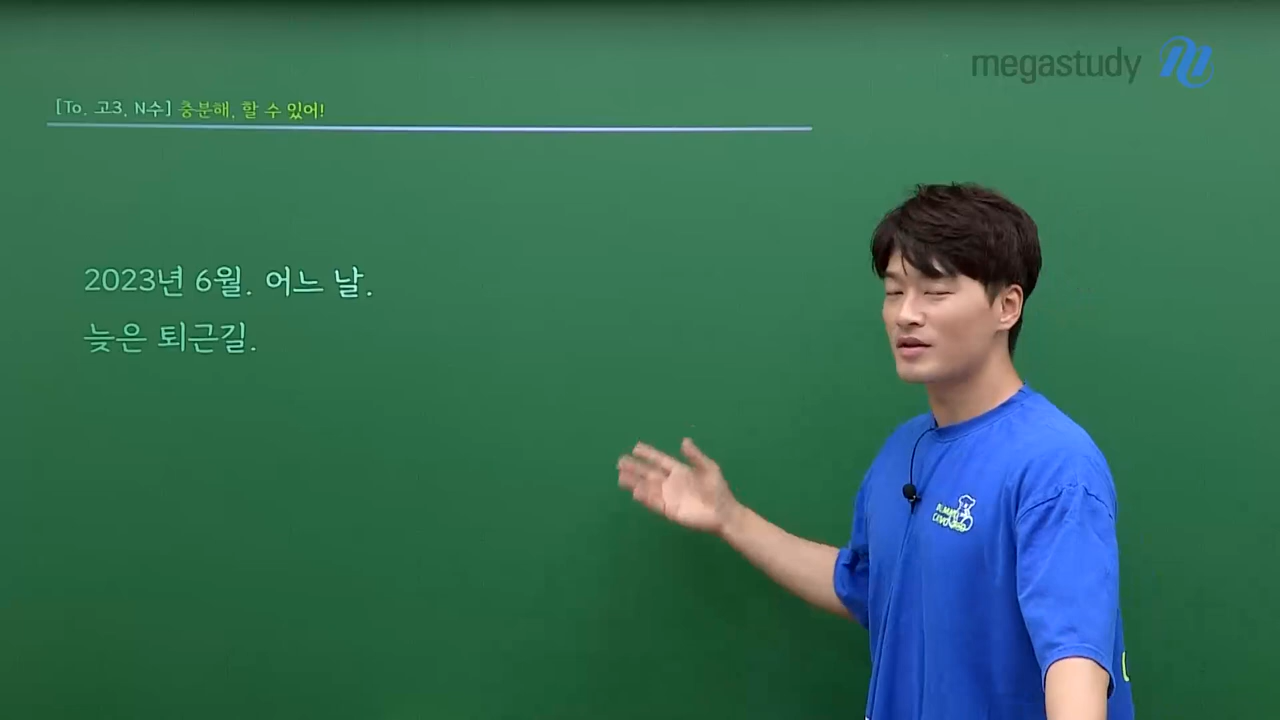 megastudy
[To. 고3, N수] 충분해, 할 수 있어!
2023년 6월. 어느 날.
늦은 퇴근길.